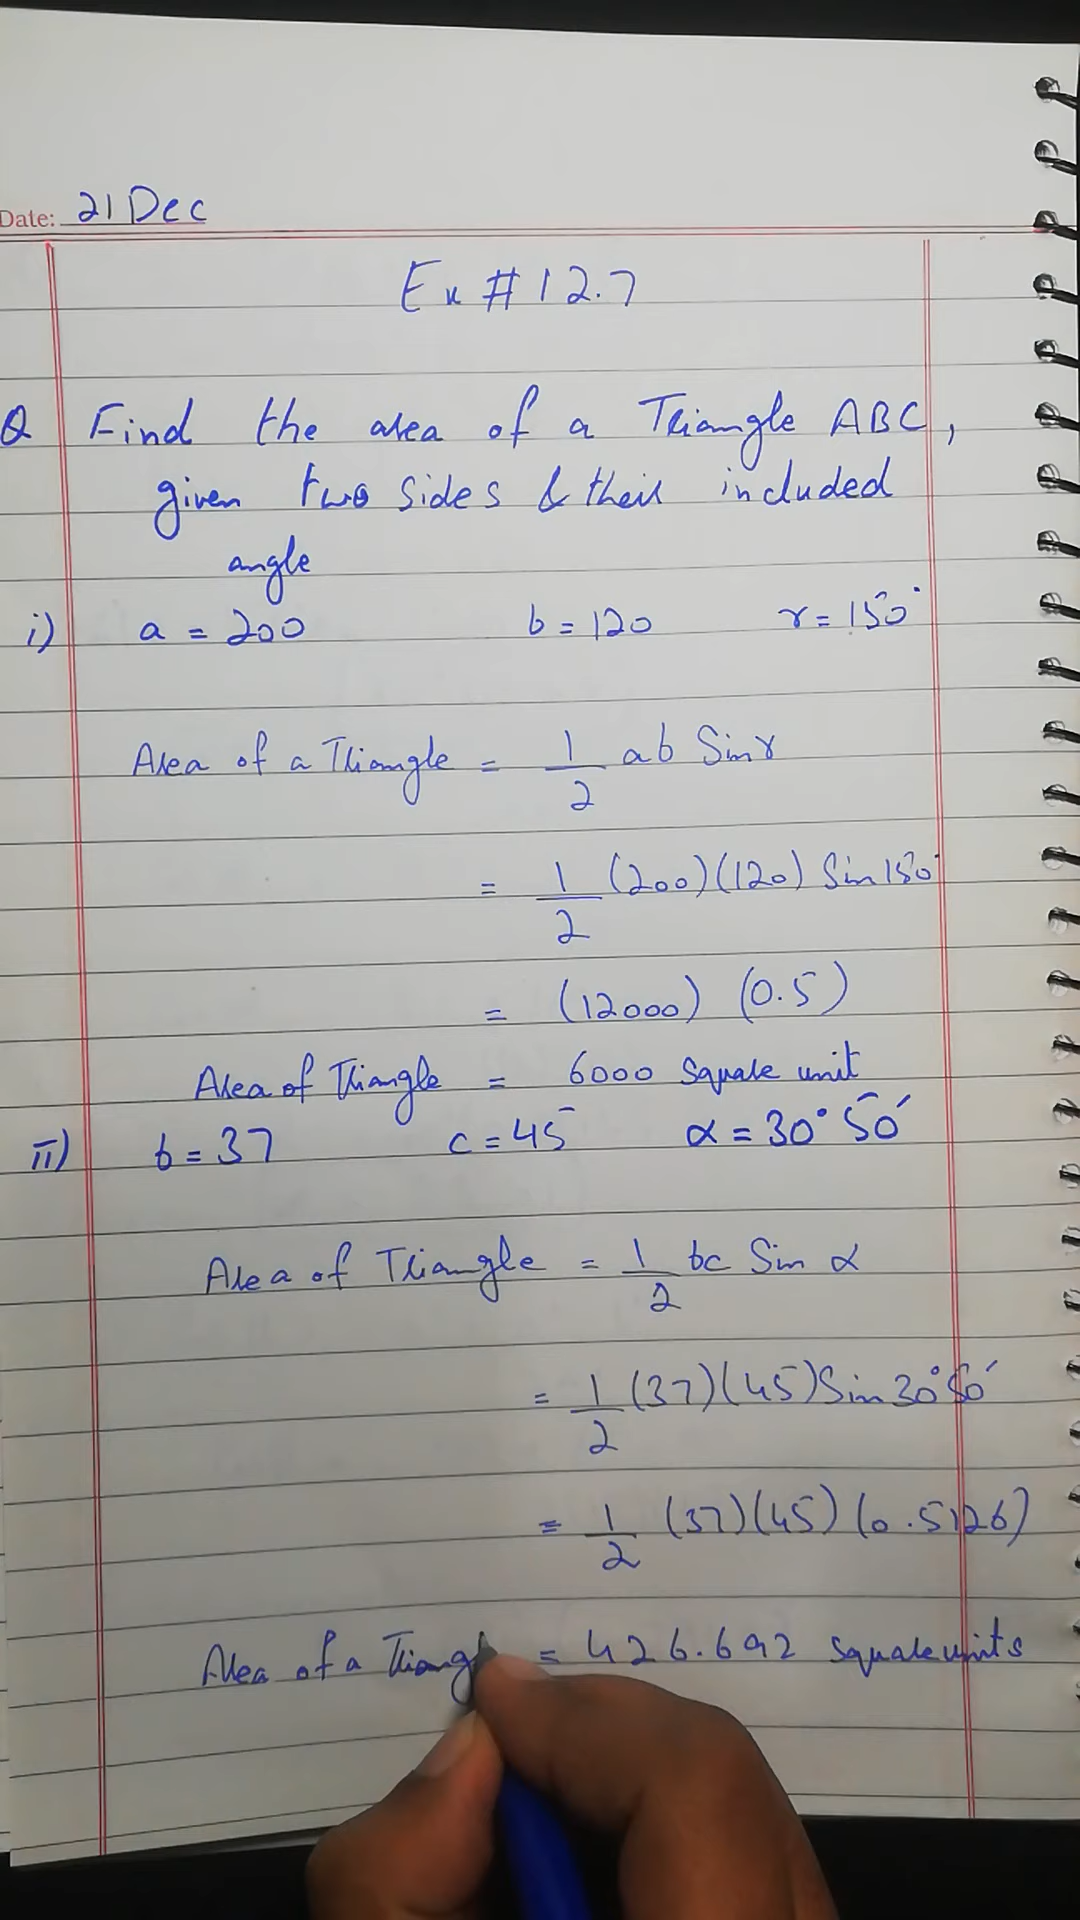 Date: 21 Dec
Ex # 12.7
Q Find the area of a Triangle ABC,
given two sides & their included
angle
i) a = 200 b = 120 γ = 150°
Area of a Triangle = 1/2 ab Sin γ
= 1/2 (200)(120) Sin 150°
= (12000) (0.5)
Area of Triangle = 6000 square unit
ii) b = 37 c = 45 α = 30° 50′
Area of Triangle = 1/2 bc Sin α
= 1/2 (37)(45) Sin 30° 50′
= 1/2 (37)(45) (0.5126)
Area of a Triangl = 426.692 square units